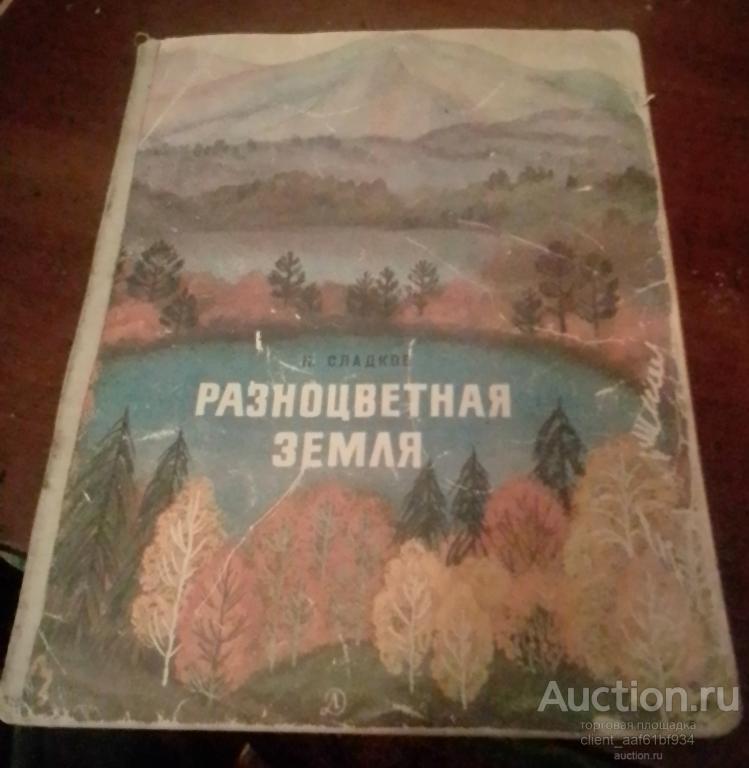 Н. СЛАДКОВ
РАЗНОЦВЕТНАЯ
ЗЕМЛЯ
Д
Auction.ru
торговая площадка
client_aaf61bf934
auction.ru